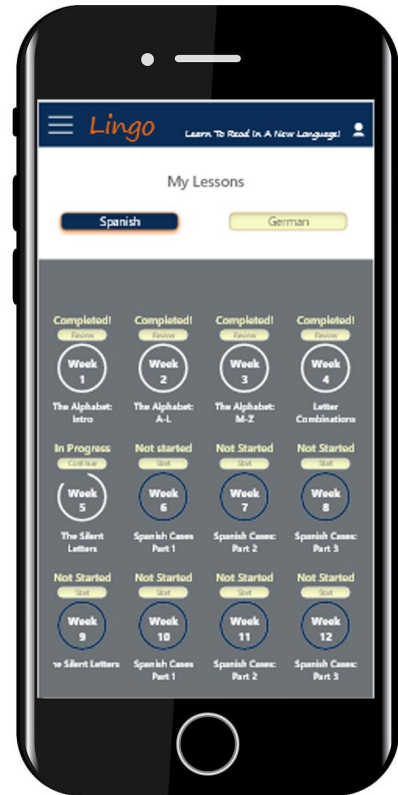 Lingo
Learn To Read In A New Language!
My Lessons
Spanish German
Completed! Completed! Completed! Completed!
Review Review Review Review
Week Week Week Week
1 2 3 4
The Alphabet: The Alphabet: The Alphabet: Letter
Intro A-L M-Z Combinations
In Progress Not started Not Started Not Started
Continue Start Start Start
Week Week Week Week
5 6 7 8
The Silent Spanish Cases Spanish Cases: Spanish Cases:
Letters Part 1 Part 2 Part 3
Not Started Not Started Not Started Not Started
Start Start Start Start
Week Week Week Week
9 10 11 12
Silent Letters Spanish Cases Spanish Cases: Spanish Cases:
Part 1 Part 2 Part 3